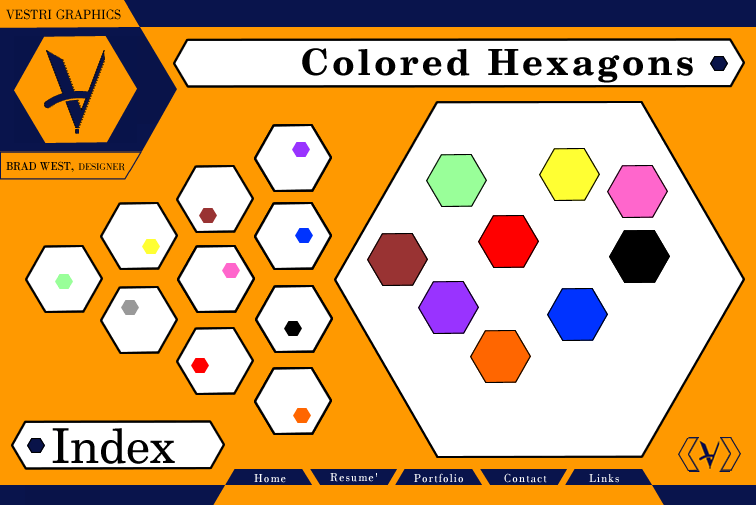 VESTRI GRAPHICS
Colored Hexagons
BRAD WEST, DESIGNER
Index
Home
Resume'
Portfolio
Contact
Links